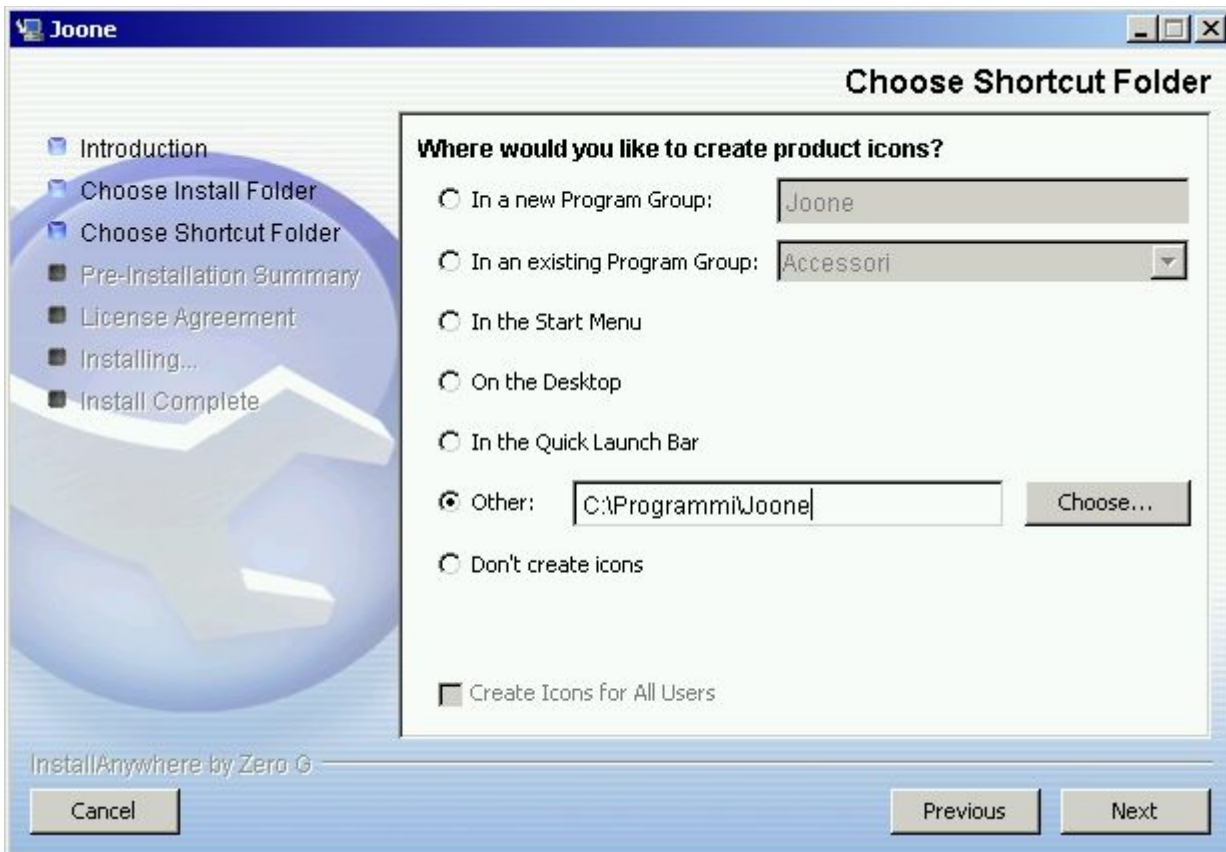 Joone
Choose Shortcut Folder
Introduction
Choose Install Folder
Choose Shortcut Folder
Pre-Installation Summary
License Agreement
Installing...
Install Complete
Where would you like to create product icons?
In a new Program Group: Joone
In an existing Program Group: Accessori
In the Start Menu
On the Desktop
In the Quick Launch Bar
Other: C:\Programmi\Joone Choose...
Don't create icons
Create Icons for All Users
InstallAnywhere by Zero G
Cancel Previous Next